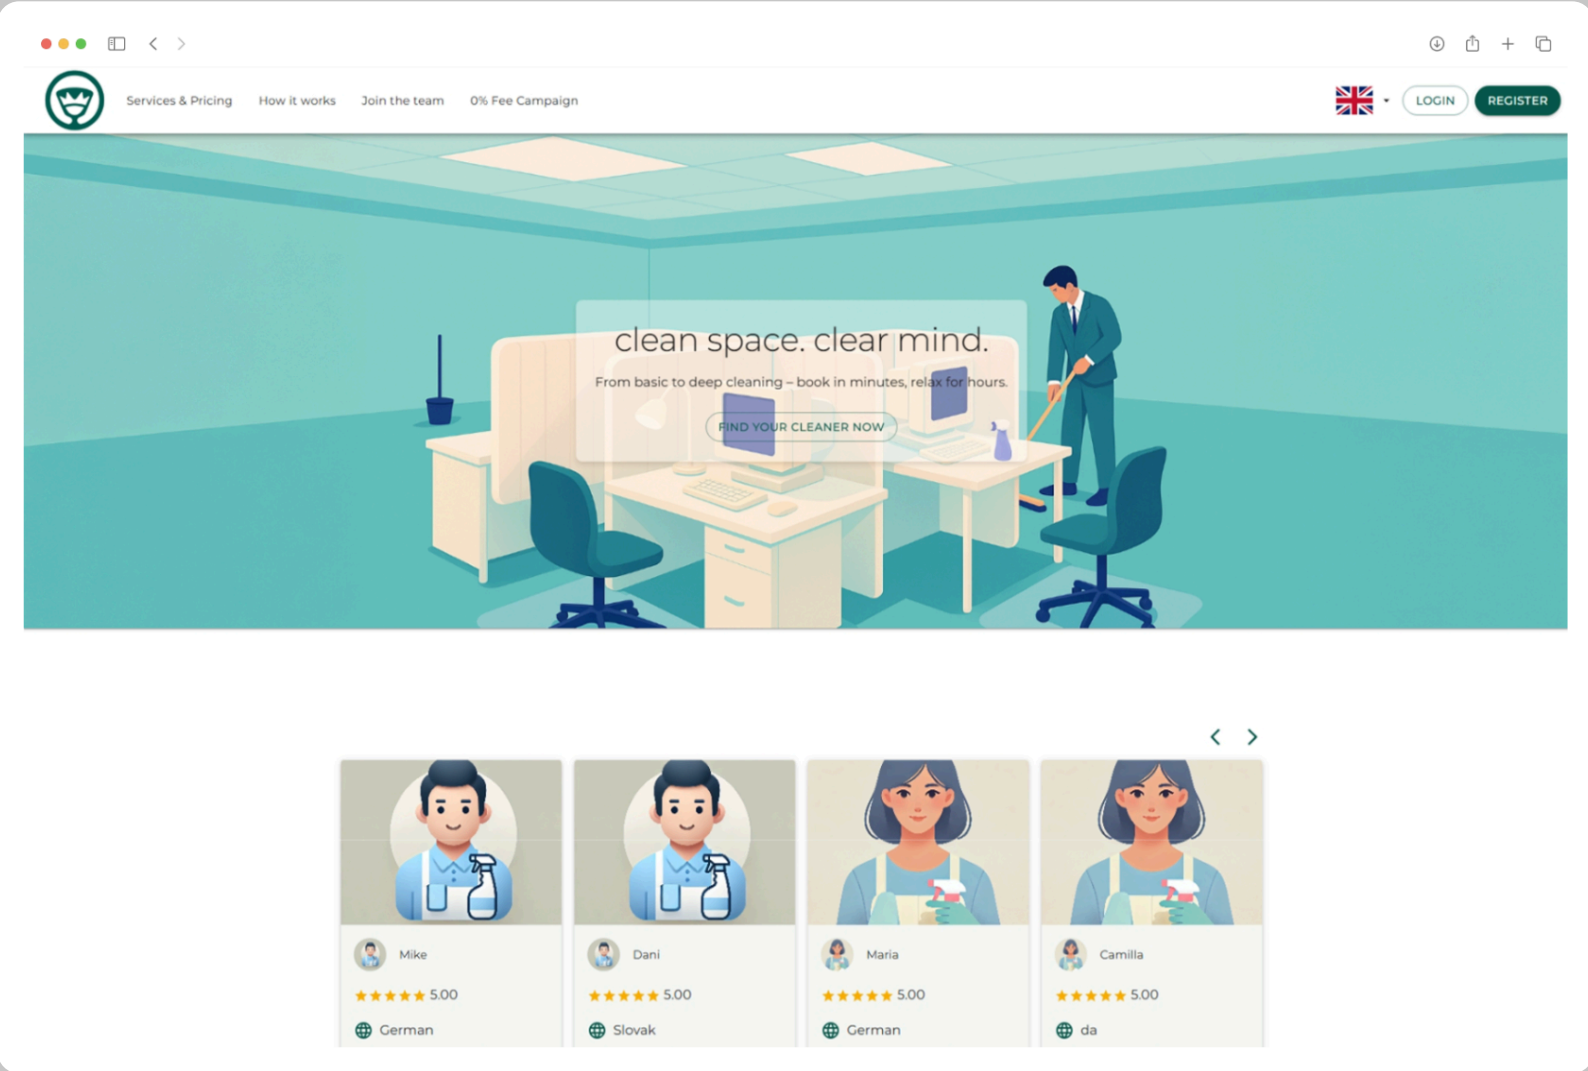 Services & Pricing How it works Join the team 0% Fee Campaign LOGIN REGISTER
clean space. clear mind.
From basic to deep cleaning – book in minutes, relax for hours.
FIND YOUR CLEANER NOW
Mike Dani Maria Camilla
5.00 5.00 5.00 5.00
German Slovak German da